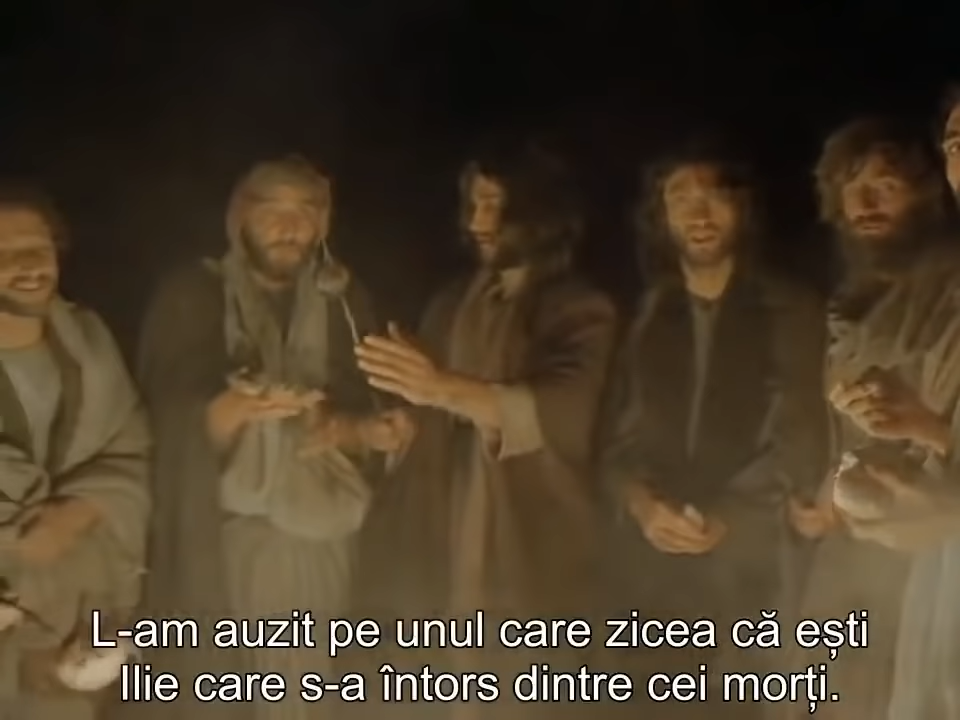 L-am auzit pe unul care zicea că ești
Ilie care s-a întors dintre cei morți.